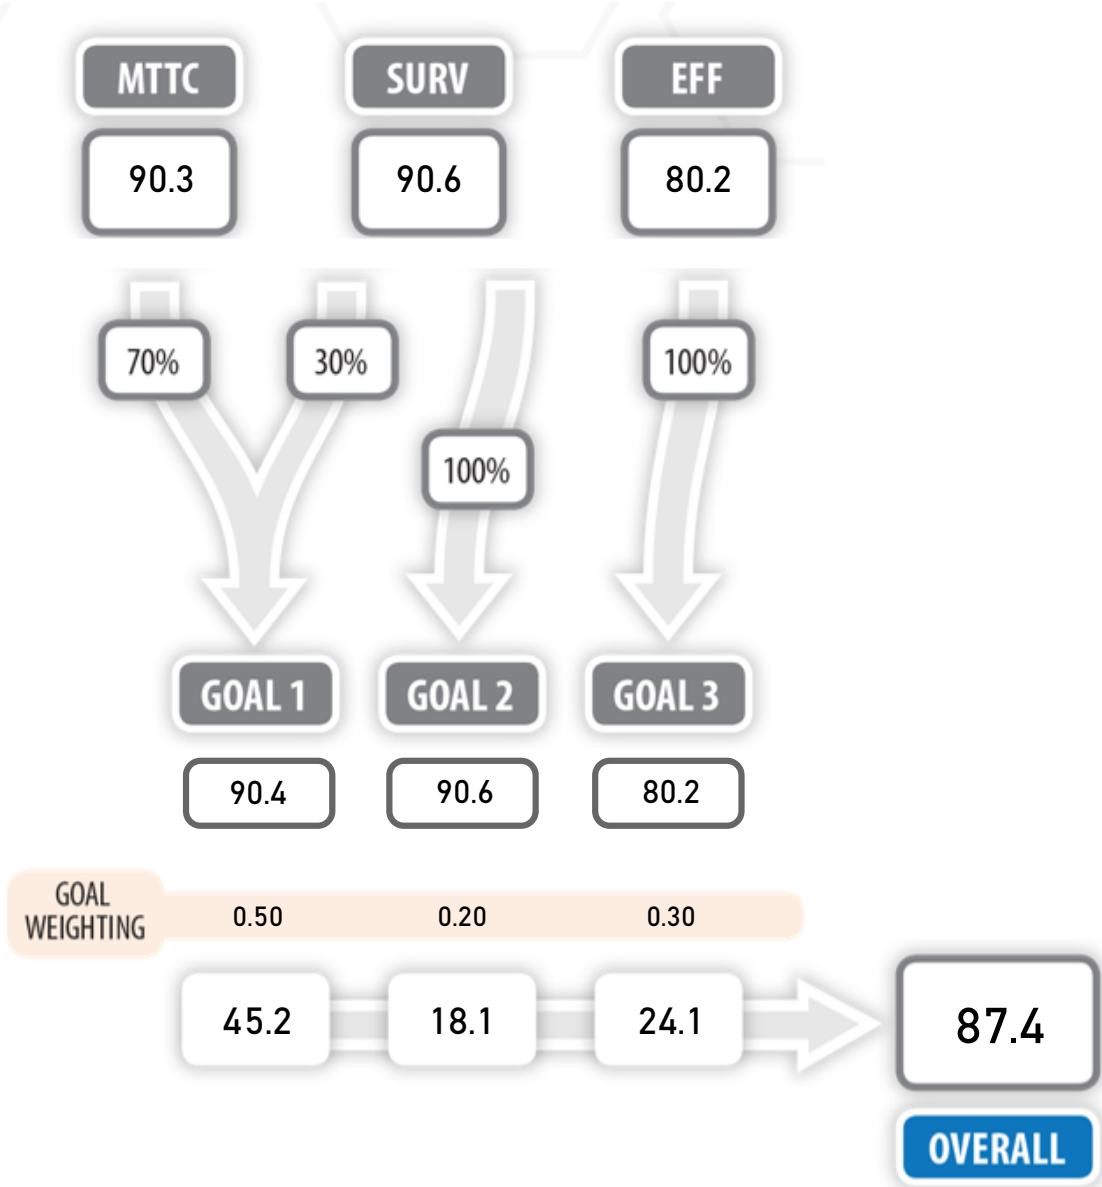 MTTC SURV EFF
90.3 90.6 80.2
70% 30% 100%
100%
GOAL 1 GOAL 2 GOAL 3
90.4 90.6 80.2
GOAL
WEIGHTING
0.50 0.20 0.30
45.2 18.1 24.1 87.4
OVERALL